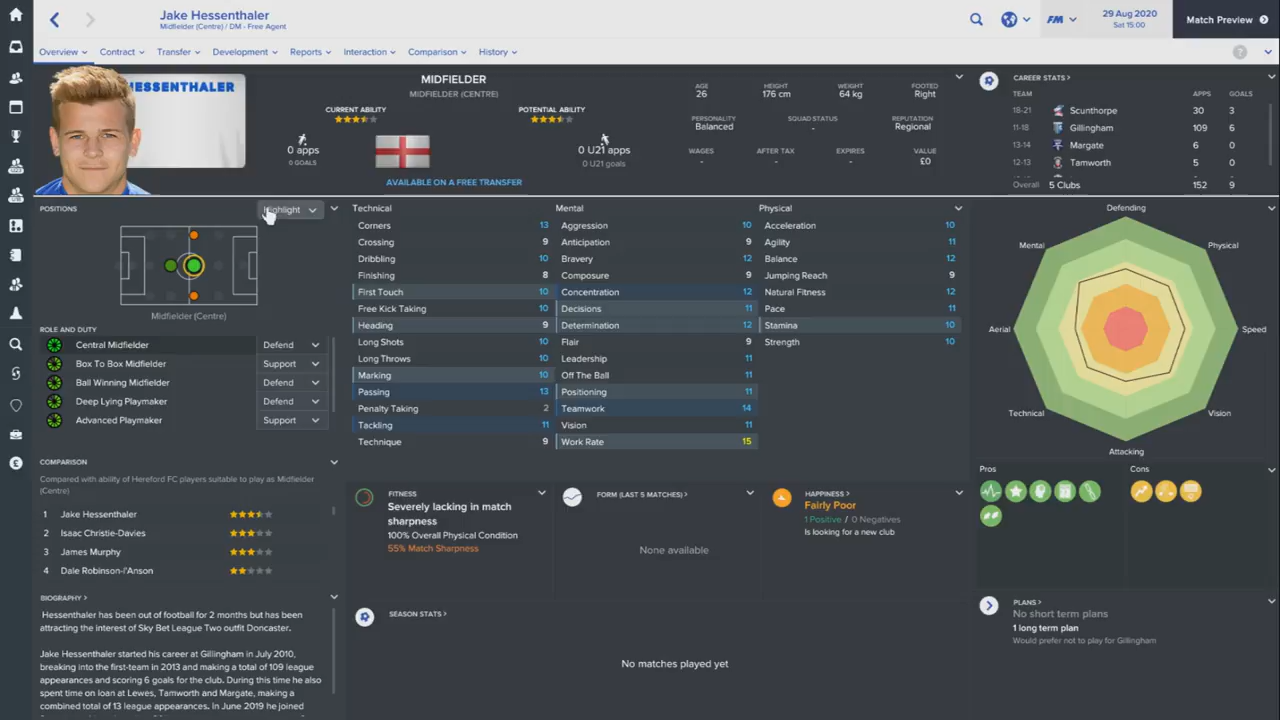 Jake Hessenthaler
Midfielder (Centre) / DM - Free Agent
FM
29 Aug 2020
Sat 15:00
Match Preview
Overview
Contract
Transfer
Development
Reports
Interaction
Comparison
History
HESSENTHALER
MIDFIELDER
MIDFIELDER (CENTRE)
CURRENT ABILITY
POTENTIAL ABILITY
0 apps
0 GOALS
0 U21 apps
0 U21 goals
AVAILABLE ON A FREE TRANSFER
AGE
26
HEIGHT
176 cm
WEIGHT
64 kg
FOOTED
Right
PERSONALITY
Balanced
SQUAD STATUS
-
REPUTATION
Regional
WAGES
-
AFTER TAX
-
EXPIRES
-
VALUE
£0
CAREER STATS >
TEAM APPS GOALS
18-21 Scunthorpe 30 3
11-18 Gillingham 109 6
13-14 Margate 6 0
12-13 Tamworth 5 0
Overall 5 Clubs 152 9
POSITIONS
Highlight
Midfielder (Centre)
ROLE AND DUTY
Central Midfielder Defend
Box To Box Midfielder Support
Ball Winning Midfielder Defend
Deep Lying Playmaker Defend
Advanced Playmaker Support
COMPARISON
Compared with ability of Hereford FC players suitable to play as Midfielder
(Centre)
1 Jake Hessenthaler
2 Isaac Christie-Davies
3 James Murphy
4 Dale Robinson-I'Anson
BIOGRAPHY >
Hessenthaler has been out of football for 2 months but has been
attracting the interest of Sky Bet League Two outfit Doncaster.
Jake Hessenthaler started his career at Gillingham in July 2010,
breaking into the first-team in 2013 and making a total of 109 league
appearances and scoring 6 goals for the club. During this time he also
spent time on loan at Lewes, Tamworth and Margate, making a
combined total of 13 league appearances. In June 2019 he joined
Technical
Corners 13
Crossing 9
Dribbling 10
Finishing 8
First Touch 10
Free Kick Taking 10
Heading 9
Long Shots 10
Long Throws 10
Marking 10
Passing 13
Penalty Taking 2
Tackling 11
Technique 9
Mental
Aggression 10
Anticipation 9
Bravery 12
Composure 9
Concentration 12
Decisions 11
Determination 12
Flair 9
Leadership 11
Off The Ball 11
Positioning 11
Teamwork 14
Vision 11
Work Rate 15
Physical
Acceleration 10
Agility 11
Balance 12
Jumping Reach 9
Natural Fitness 12
Pace 11
Stamina 10
Strength 10
FITNESS
Severely lacking in match
sharpness
100% Overall Physical Condition
55% Match Sharpness
FORM (LAST 5 MATCHES) >
None available
HAPPINESS >
Fairly Poor
1 Positive / 0 Negatives
Is looking for a new club
SEASON STATS >
No matches played yet
Defending
Mental
Physical
Aerial
Speed
Technical
Vision
Attacking
Pros
Cons
PLANS >
No short term plans
1 long term plan
Would prefer not to play for Gillingham